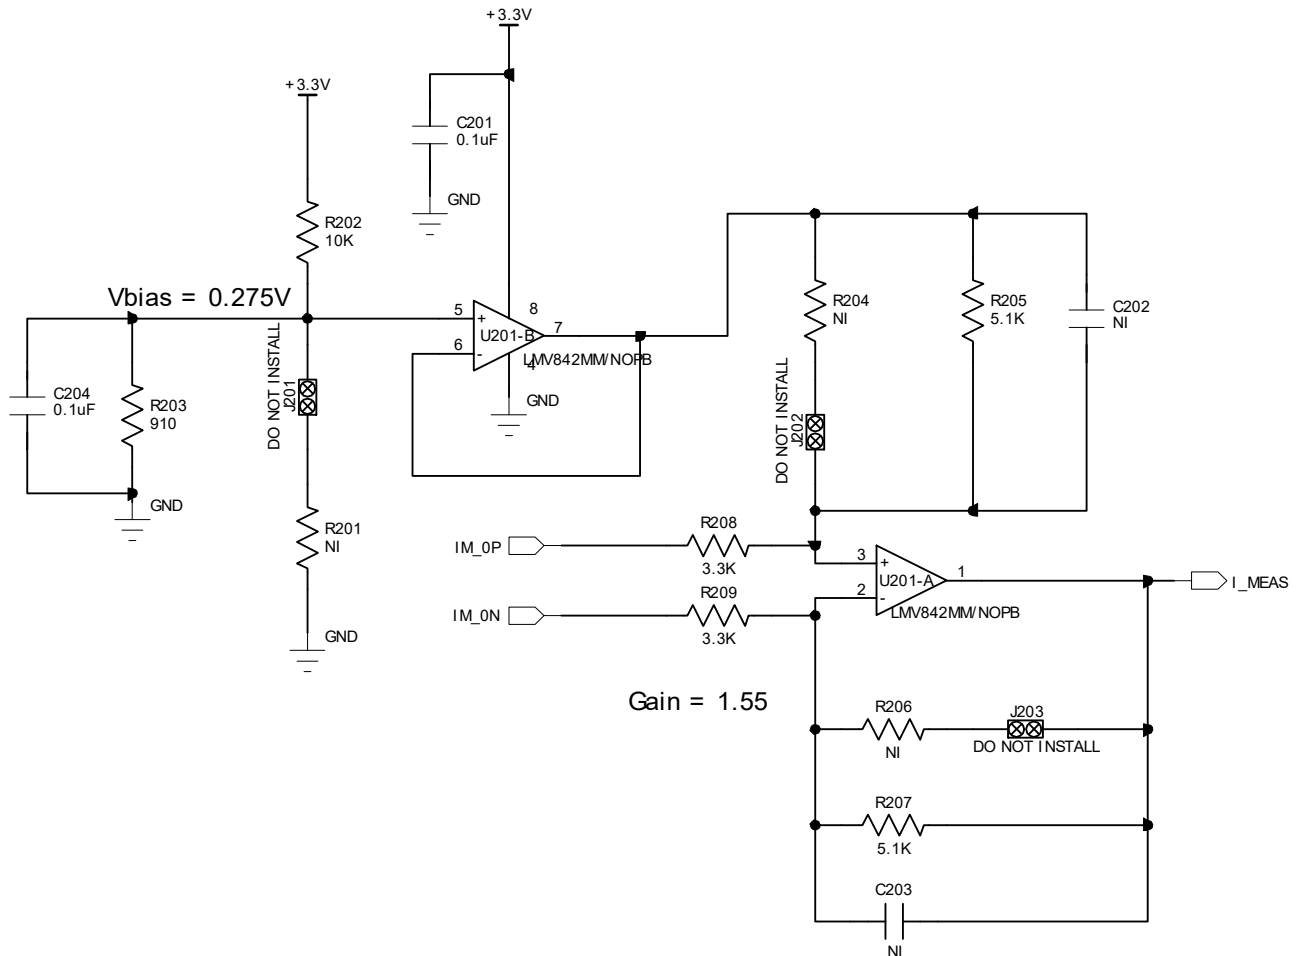 +3.3V
+3.3V
C201
0.1uF
GND
R202
10K
Vbias = 0.275V
5
+
6
-
8
7
4
U201-B
LMV842MM/NOPB
GND
R204
NI
R205
5.1K
C202
NI
C204
0.1uF
R203
910
GND
DO NOT INSTALL
J201
R201
NI
GND
DO NOT INSTALL
J202
IM_0P
R208
3.3K
IM_0N
R209
3.3K
3
+
2
-
1
U201-A
LMV842MM/NOPB
I_MEAS
Gain = 1.55
R206
NI
J203
DO NOT INSTALL
R207
5.1K
C203
NI